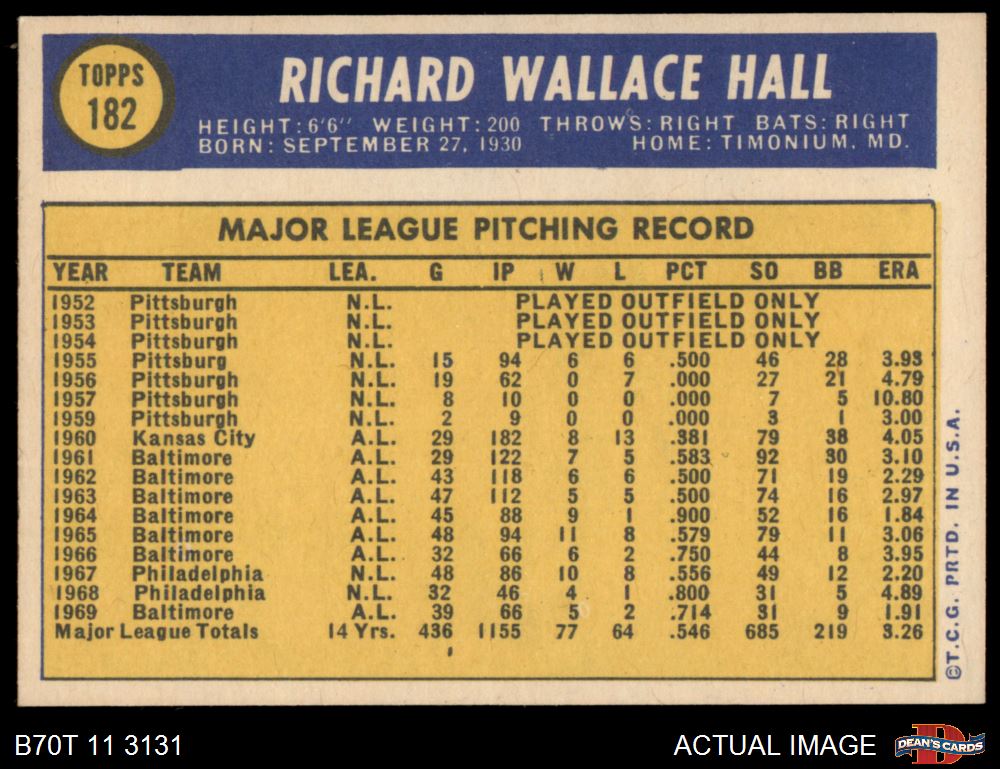 TOPPS
182
RICHARD WALLACE HALL
HEIGHT: 6'6" WEIGHT: 200 THROWS: RIGHT BATS: RIGHT
BORN: SEPTEMBER 27, 1930 HOME: TIMONIUM, MD.
MAJOR LEAGUE PITCHING RECORD
YEAR TEAM LEA. G IP W L PCT SO BB ERA
1952 Pittsburgh N.L. PLAYED OUTFIELD ONLY
1953 Pittsburgh N.L. PLAYED OUTFIELD ONLY
1954 Pittsburgh N.L. PLAYED OUTFIELD ONLY
1955 Pittsburg N.L. 15 94 6 6 .500 46 28 3.93
1956 Pittsburgh N.L. 19 62 0 7 .000 27 21 4.79
1957 Pittsburgh N.L. 8 10 0 0 .000 7 5 10.80
1959 Pittsburgh N.L. 2 9 0 0 .000 3 1 3.00
1960 Kansas City A.L. 29 182 8 13 .381 79 38 4.05
1961 Baltimore A.L. 29 122 7 5 .583 92 30 3.10
1962 Baltimore A.L. 43 118 6 6 .500 71 19 2.29
1963 Baltimore A.L. 47 112 5 5 .500 74 16 2.97
1964 Baltimore A.L. 45 88 9 1 .900 52 16 1.84
1965 Baltimore A.L. 48 94 11 8 .579 79 11 3.06
1966 Baltimore A.L. 32 66 6 2 .750 44 8 3.95
1967 Philadelphia N.L. 48 86 10 8 .556 49 12 2.20
1968 Philadelphia N.L. 32 46 4 1 .800 31 5 4.89
1969 Baltimore A.L. 39 66 5 2 .714 31 9 1.91
Major League Totals 14 Yrs. 436 1155 77 64 .546 685 219 3.26
©T.C.G. PRTD. IN U.S.A.
B70T 11 3131
ACTUAL IMAGE
DEAN'S CARDS